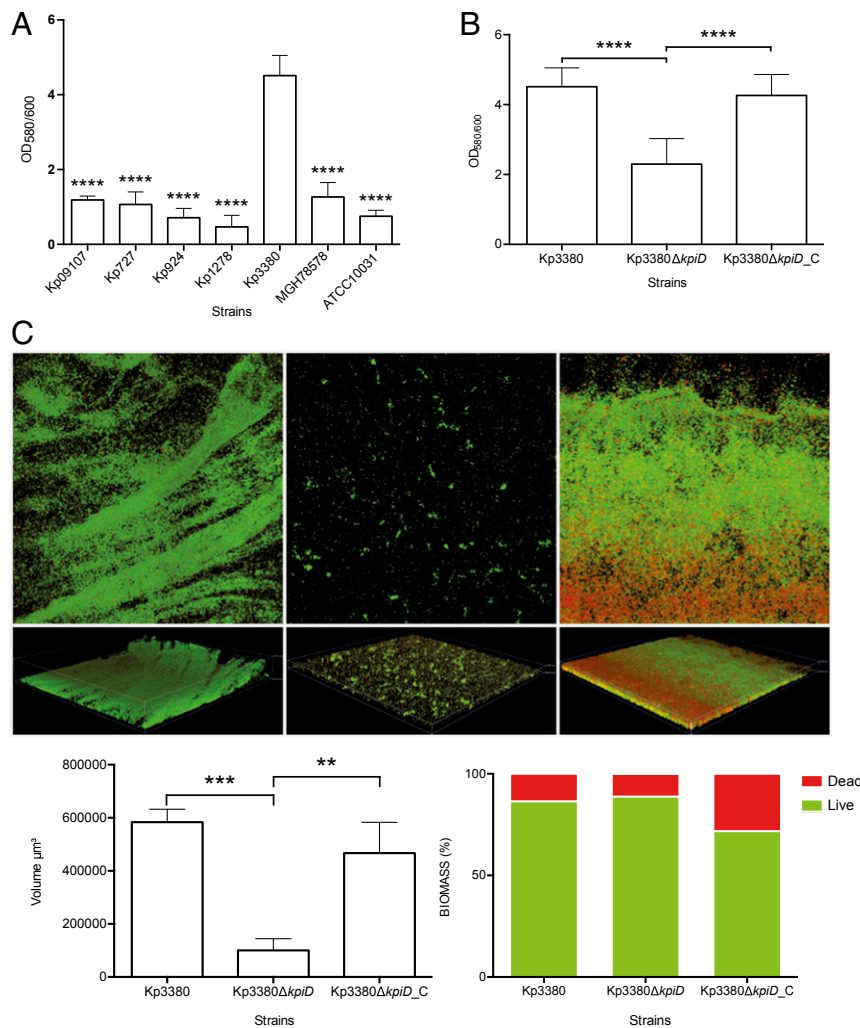 A
6
4
2
0
OD580/600
****
****
****
****
****
****
Kp09107
Kp727
Kp924
Kp1278
Kp3380
MGH78578
ATCC10031
Strains
B
6
4
2
0
OD580/600
****
****
Kp3380
Kp3380ΔkpiD
Kp3380ΔkpiD_C
Strains
C
800000
600000
400000
200000
0
Volume µm³
***
**
Kp3380
Kp3380ΔkpiD
Kp3380ΔkpiD_C
Strains
100
50
0
BIOMASS (%)
Dead
Live
Kp3380
Kp3380ΔkpiD
Kp3380ΔkpiD_C
Strains